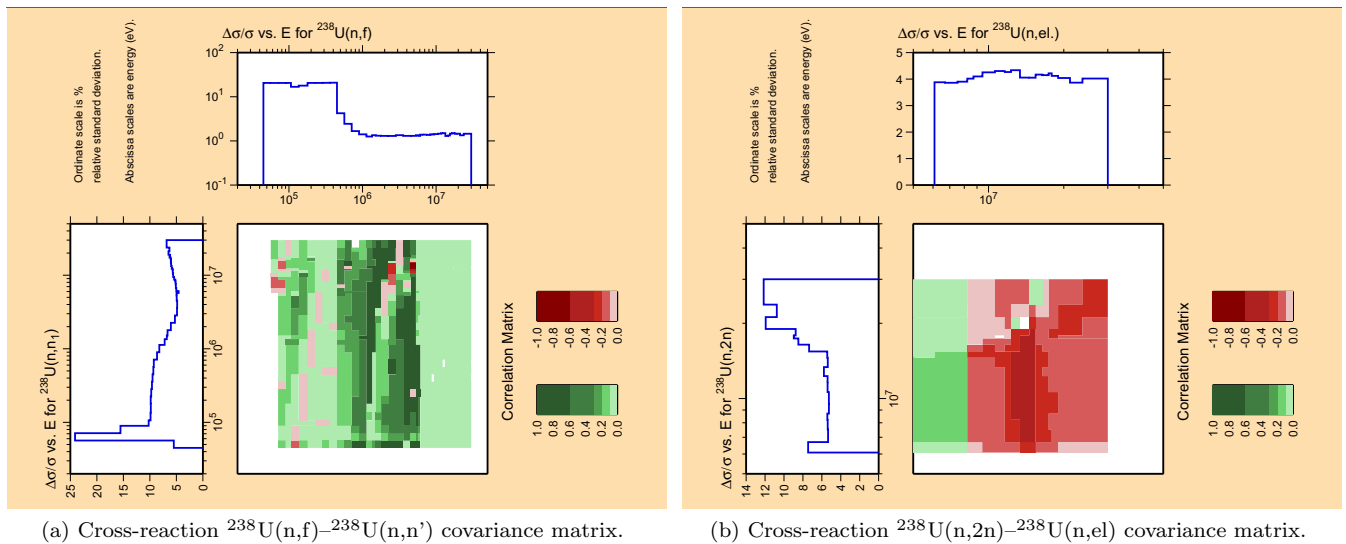 Δσ/σ vs. E for ²³⁸U(n,f)
Ordinate scale is %
relative standard deviation.
Abscissa scales are energy (eV).
10²
10¹
10⁰
10⁻¹
10⁵ 10⁶ 10⁷
Δσ/σ vs. E for ²³⁸U(n,n₁)
10⁷
10⁶
10⁵
25 20 15 10 5 0
Correlation Matrix
-1.0 -0.8 -0.6 -0.4 -0.2 0.0
1.0 0.8 0.6 0.4 0.2 0.0
(a) Cross-reaction ²³⁸U(n,f)–²³⁸U(n,n’) covariance matrix.
Δσ/σ vs. E for ²³⁸U(n,el.)
Ordinate scale is %
relative standard deviation.
Abscissa scales are energy (eV).
5
4
3
2
1
0
10⁷
Δσ/σ vs. E for ²³⁸U(n,2n)
10⁷
14 12 10 8 6 4 2 0
Correlation Matrix
-1.0 -0.8 -0.6 -0.4 -0.2 0.0
1.0 0.8 0.6 0.4 0.2 0.0
(b) Cross-reaction ²³⁸U(n,2n)–²³⁸U(n,el) covariance matrix.